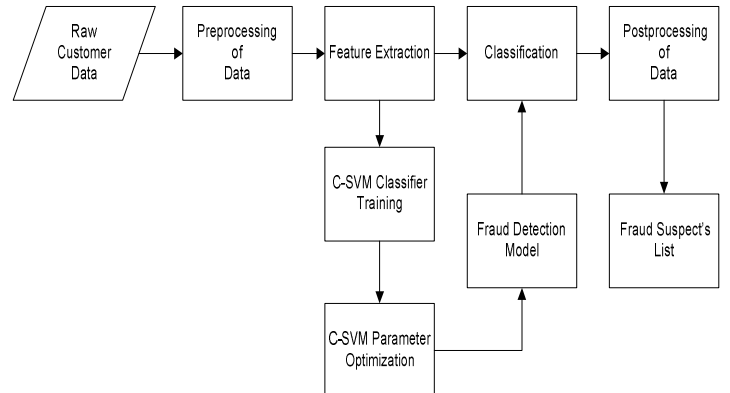 Raw
Customer
Data
Preprocessing
of
Data
Feature Extraction
Classification
Postprocessing
of
Data
C-SVM Classifier
Training
Fraud Detection
Model
Fraud Suspect's
List
C-SVM Parameter
Optimization